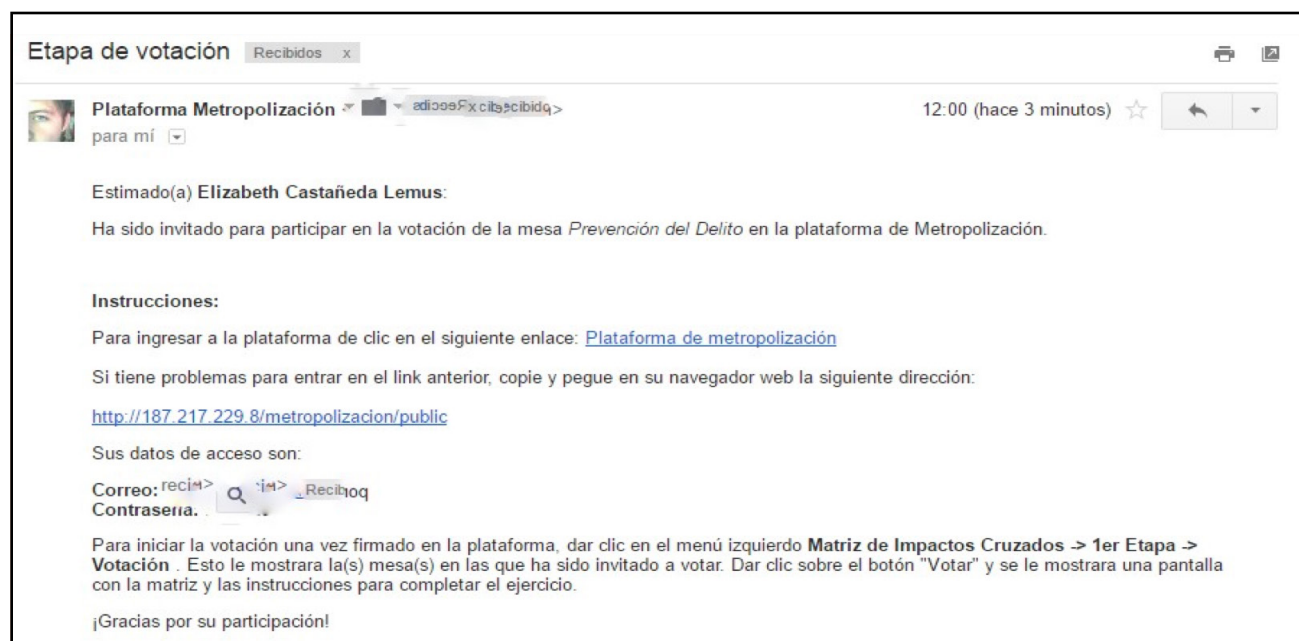 Etapa de votación Recibidos x
Plataforma Metropolización
12:00 (hace 3 minutos)
para mí
Estimado(a) Elizabeth Castañeda Lemus:
Ha sido invitado para participar en la votación de la mesa Prevención del Delito en la plataforma de Metropolización.
Instrucciones:
Para ingresar a la plataforma de clic en el siguiente enlace: Plataforma de metropolización
Si tiene problemas para entrar en el link anterior, copie y pegue en su navegador web la siguiente dirección:
http://187.217.229.8/metropolizacion/public
Sus datos de acceso son:
Correo:
Contraseña:
Para iniciar la votación una vez firmado en la plataforma, dar clic en el menú izquierdo Matriz de Impactos Cruzados -> 1er Etapa ->
Votación . Esto le mostrara la(s) mesa(s) en las que ha sido invitado a votar. Dar clic sobre el botón "Votar" y se le mostrara una pantalla
con la matriz y las instrucciones para completar el ejercicio.
¡Gracias por su participación!